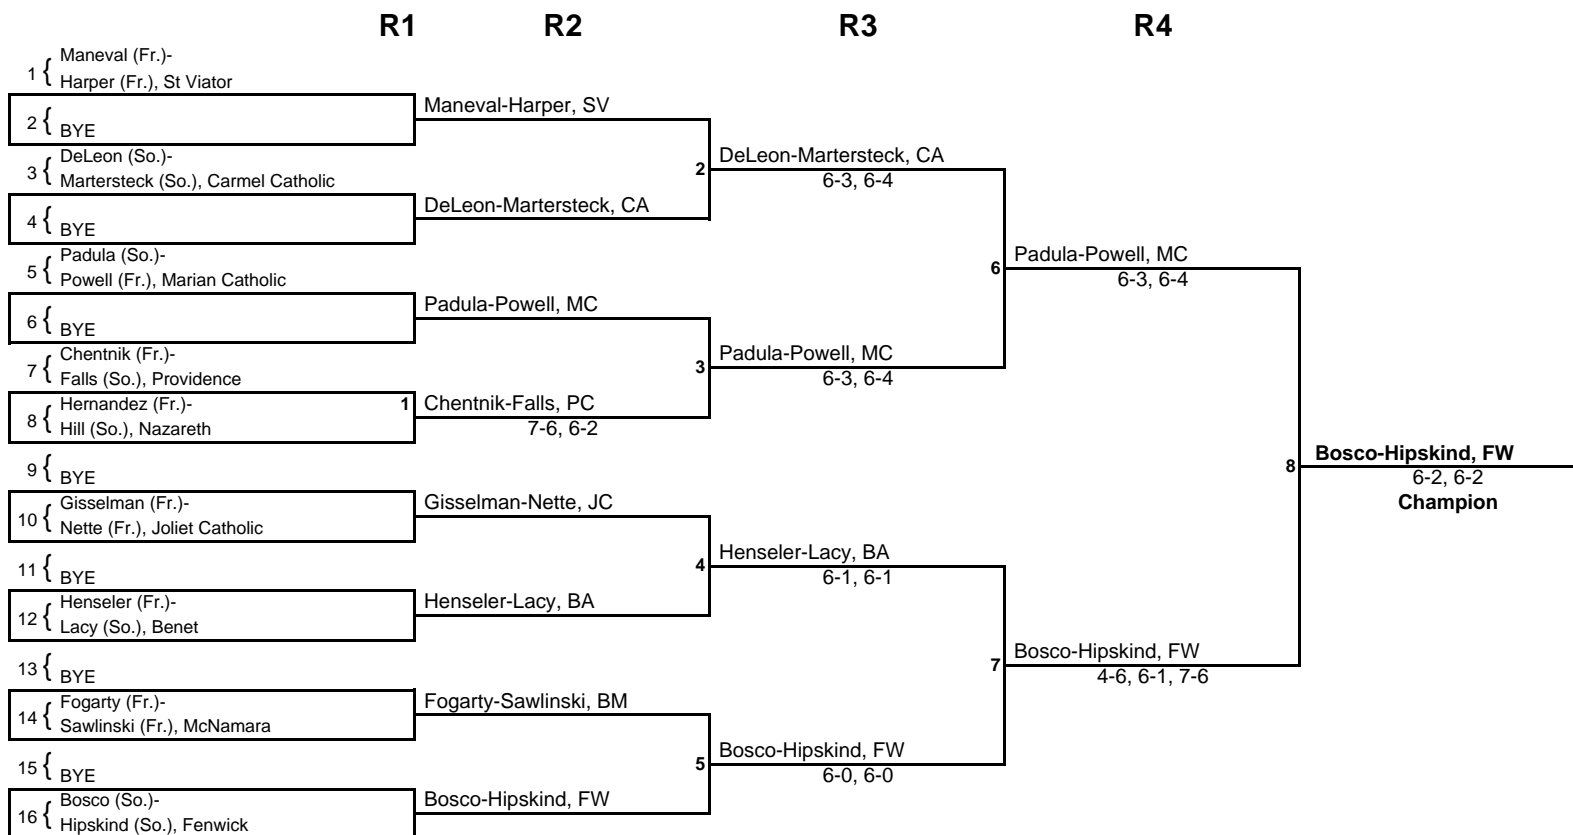 R1 R2 R3 R4
1 { Maneval (Fr.)-
Harper (Fr.), St Viator
Maneval-Harper, SV
2 { BYE
3 { DeLeon (So.)-
Martersteck (So.), Carmel Catholic
2 DeLeon-Martersteck, CA
6-3, 6-4
DeLeon-Martersteck, CA
4 { BYE
5 { Padula (So.)-
Powell (Fr.), Marian Catholic
6 Padula-Powell, MC
6-3, 6-4
Padula-Powell, MC
6 { BYE
7 { Chentnik (Fr.)-
Falls (So.), Providence
3 Padula-Powell, MC
6-3, 6-4
8 { Hernandez (Fr.)-
Hill (So.), Nazareth
1 Chentnik-Falls, PC
7-6, 6-2
9 { BYE
8 Bosco-Hipskind, FW
6-2, 6-2
Champion
10 { Gisselman (Fr.)-
Nette (Fr.), Joliet Catholic
Gisselman-Nette, JC
11 { BYE
4 Henseler-Lacy, BA
6-1, 6-1
12 { Henseler (Fr.)-
Lacy (So.), Benet
Henseler-Lacy, BA
13 { BYE
7 Bosco-Hipskind, FW
4-6, 6-1, 7-6
14 { Fogarty (Fr.)-
Sawlinski (Fr.), McNamara
Fogarty-Sawlinski, BM
15 { BYE
5 Bosco-Hipskind, FW
6-0, 6-0
16 { Bosco (So.)-
Hipskind (So.), Fenwick
Bosco-Hipskind, FW